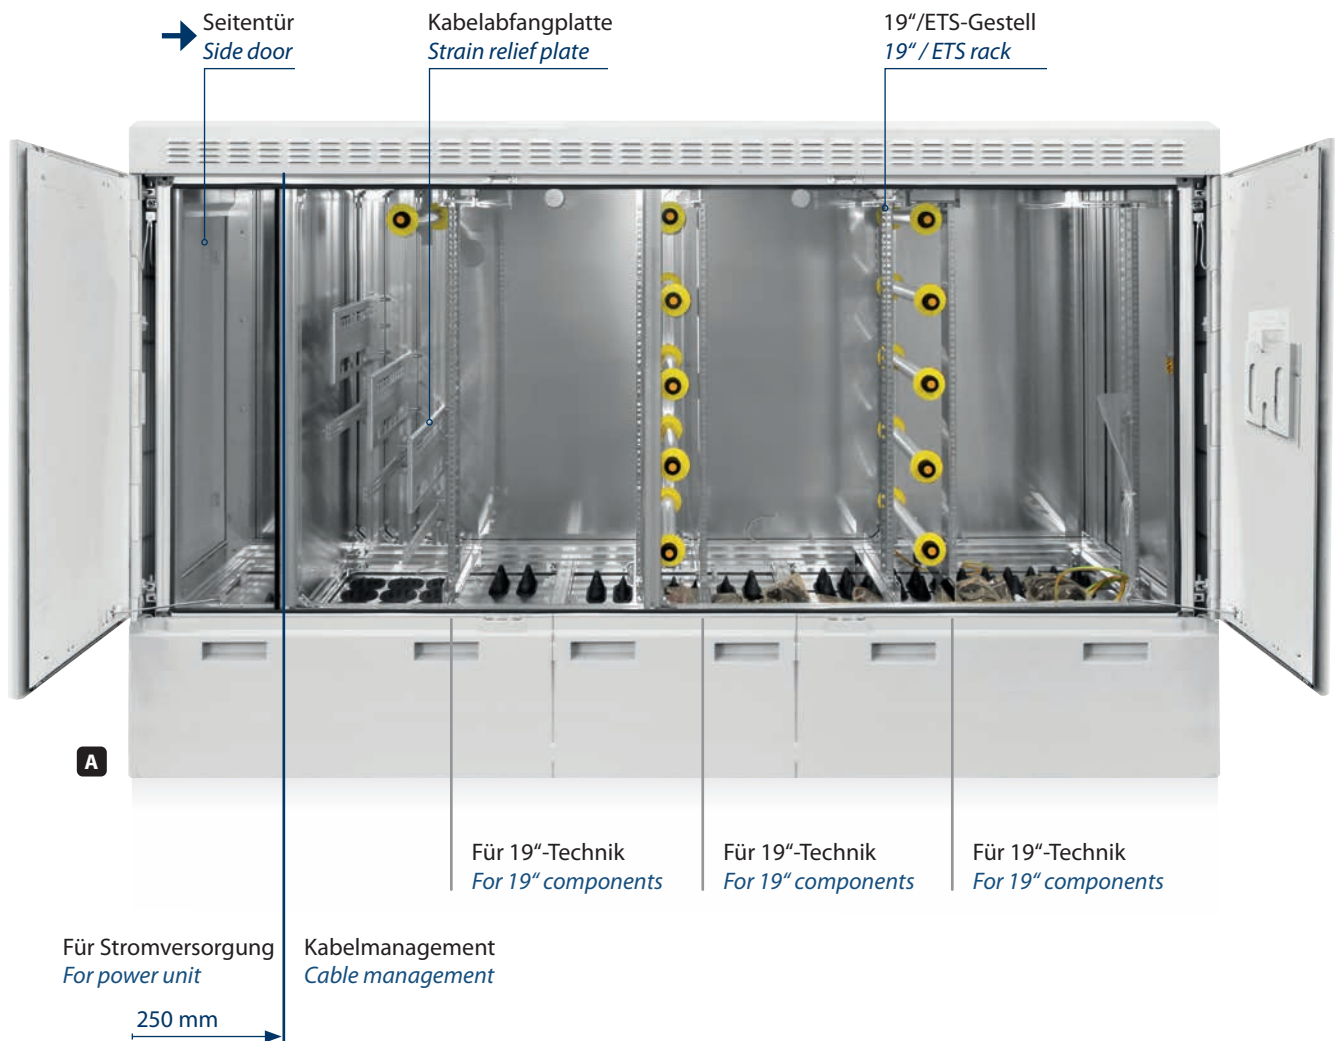 Seitentür
Side door
Kabelabfangplatte
Strain relief plate
19“/ETS-Gestell
19“ / ETS rack
A
Für 19“-Technik
For 19“ components
Für 19“-Technik
For 19“ components
Für 19“-Technik
For 19“ components
Für Stromversorgung
For power unit
Kabelmanagement
Cable management
250 mm